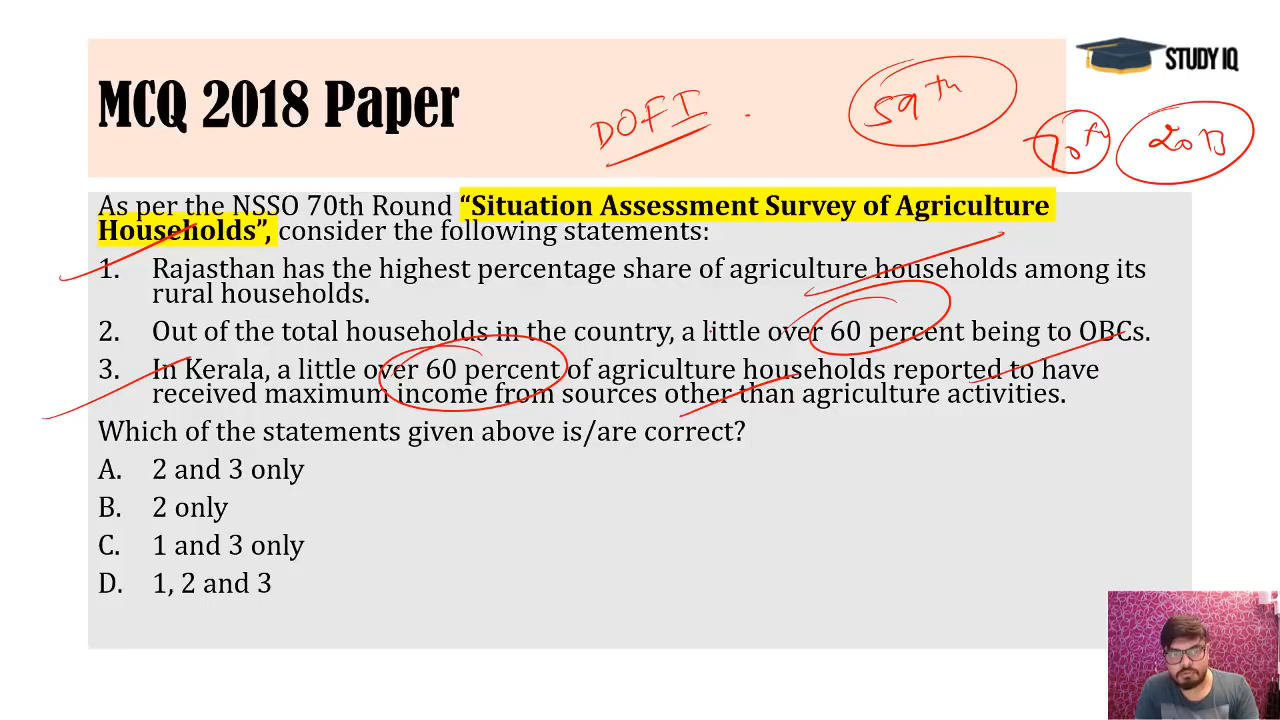 MCQ 2018 Paper
DOFI
59th
70th
2013
STUDY IQ
As per the NSSO 70th Round “Situation Assessment Survey of Agriculture
Households”, consider the following statements:
1. Rajasthan has the highest percentage share of agriculture households among its
rural households.
2. Out of the total households in the country, a little over 60 percent being to OBCs.
3. In Kerala, a little over 60 percent of agriculture households reported to have
received maximum income from sources other than agriculture activities.
Which of the statements given above is/are correct?
A. 2 and 3 only
B. 2 only
C. 1 and 3 only
D. 1, 2 and 3